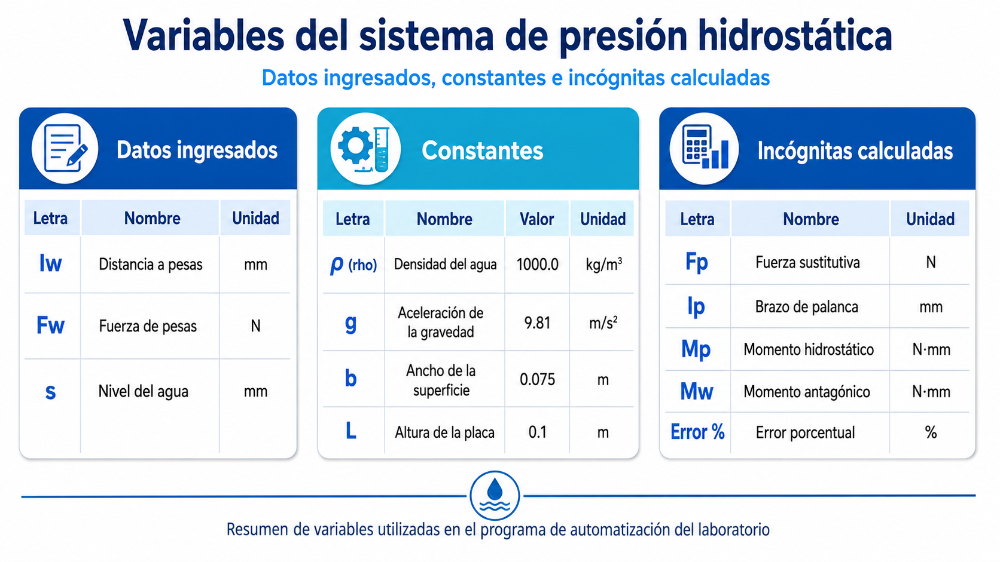 Variables del sistema de presión hidrostática
Datos ingresados, constantes e incógnitas calculadas
Datos ingresados
Letra Nombre Unidad
lw Distancia a pesas mm
Fw Fuerza de pesas N
s Nivel del agua mm
Constantes
Letra Nombre Valor Unidad
ρ (rho) Densidad del agua 1000.0 kg/m³
g Aceleración de la gravedad 9.81 m/s²
b Ancho de la superficie 0.075 m
L Altura de la placa 0.1 m
Incógnitas calculadas
Letra Nombre Unidad
Fp Fuerza sustitutiva N
lp Brazo de palanca mm
Mp Momento hidrostático N·mm
Mw Momento antagónico N·mm
Error % Error porcentual %
Resumen de variables utilizadas en el programa de automatización del laboratorio